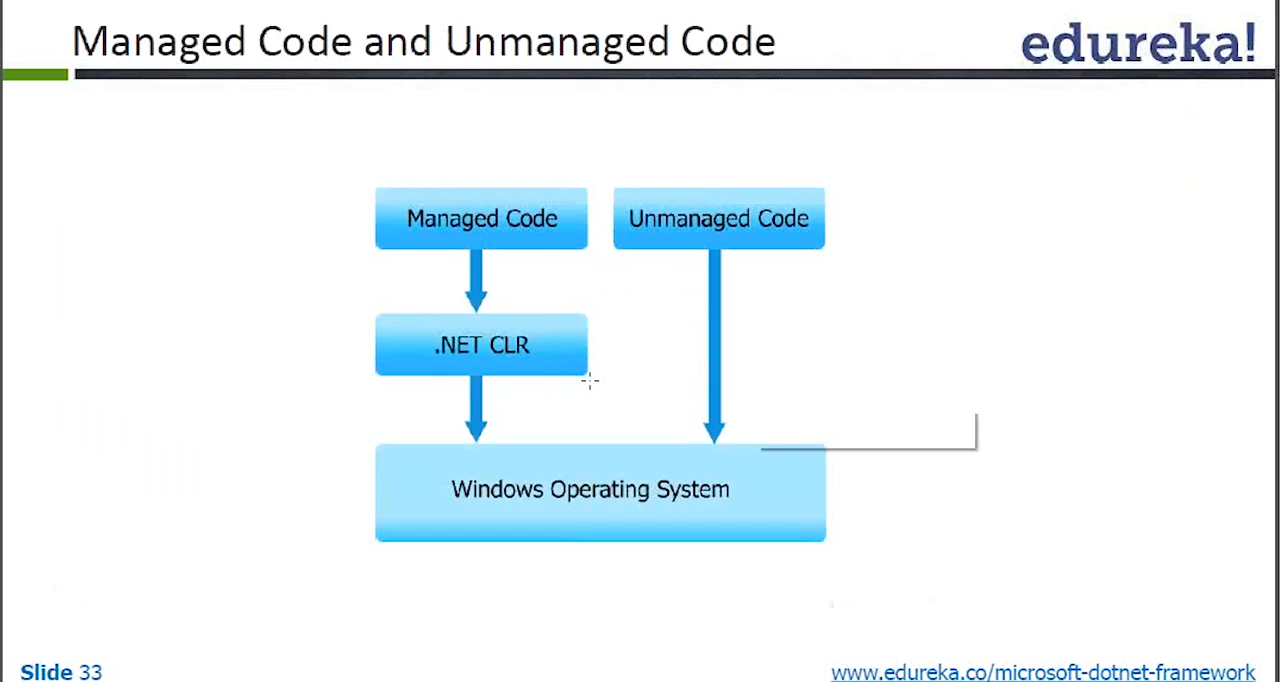 Managed Code and Unmanaged Code
edureka!
Managed Code
Unmanaged Code
.NET CLR
Windows Operating System
Slide 33
www.edureka.co/microsoft-dotnet-framework